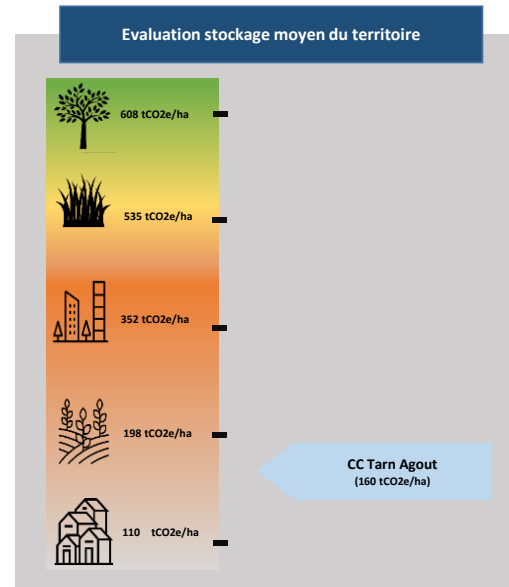 Evaluation stockage moyen du territoire
608 tCO2e/ha
535 tCO2e/ha
352 tCO2e/ha
198 tCO2e/ha
CC Tarn Agout
(160 tCO2e/ha)
110 tCO2e/ha